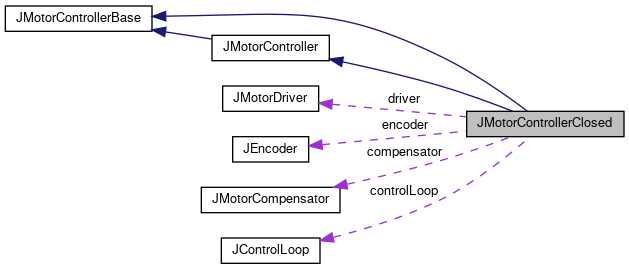 JMotorControllerBase
JMotorController
JMotorDriver
driver
JMotorControllerClosed
encoder
JEncoder
compensator
JMotorCompensator
controlLoop
JControlLoop